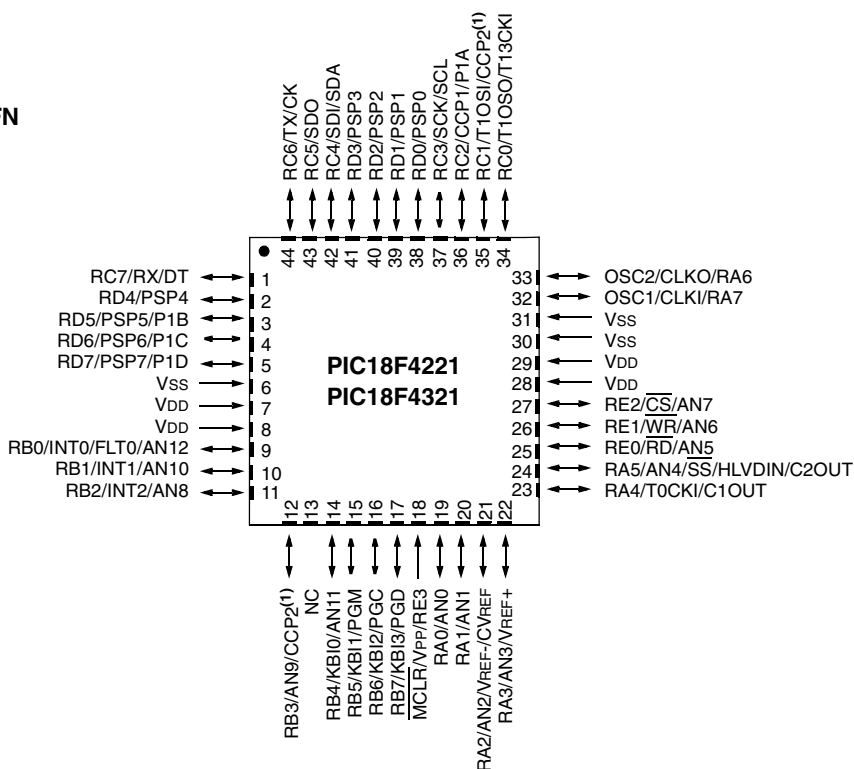 FN
RC6/TX/CK
RC5/SDO
RC4/SDI/SDA
RD3/PSP3
RD2/PSP2
RD1/PSP1
RD0/PSP0
RC3/SCK/SCL
RC2/CCP1/P1A
RC1/T1OSI/CCP2(1)
RC0/T1OSO/T13CKI
44
43
42
41
40
39
38
37
36
35
34
RC7/RX/DT 1
RD4/PSP4 2
RD5/PSP5/P1B 3
RD6/PSP6/P1C 4
RD7/PSP7/P1D 5
VSS 6
VDD 7
VDD 8
RB0/INT0/FLT0/AN12 9
RB1/INT1/AN10 10
RB2/INT2/AN8 11
PIC18F4221
PIC18F4321
33 OSC2/CLKO/RA6
32 OSC1/CLKI/RA7
31 VSS
30 VSS
29 VDD
28 VDD
27 RE2/CS/AN7
26 RE1/WR/AN6
25 RE0/RD/AN5
24 RA5/AN4/SS/HLVDIN/C2OUT
23 RA4/T0CKI/C1OUT
12
13
14
15
16
17
18
19
20
21
22
RB3/AN9/CCP2(1)
NC
RB4/KBI0/AN11
RB5/KBI1/PGM
RB6/KBI2/PGC
RB7/KBI3/PGD
MCLR/VPP/RE3
RA0/AN0
RA1/AN1
RA2/AN2/VREF-/CVREF
RA3/AN3/VREF+